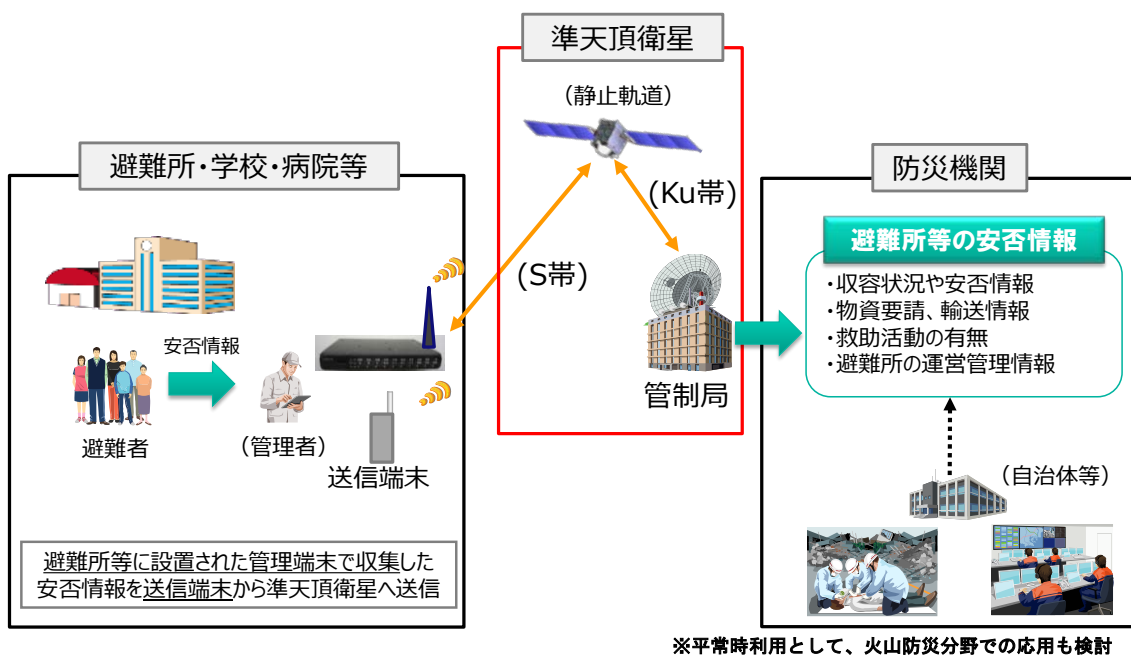 準天頂衛星
（静止軌道）
(Ku帯)
(S帯)
管制局
避難所・学校・病院等
安否情報
避難者
（管理者）
送信端末
避難所等に設置された管理端末で収集した
安否情報を送信端末から準天頂衛星へ送信
防災機関
避難所等の安否情報
・収容状況や安否情報
・物資要請、輸送情報
・救助活動の有無
・避難所の運営管理情報
（自治体等）
※平常時利用として、火山防災分野での応用も検討